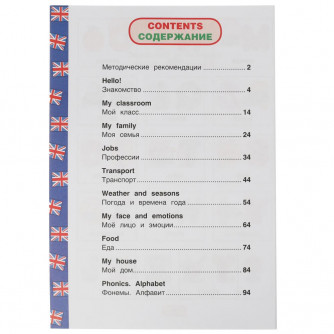 CONTENTS
СОДЕРЖАНИЕ
Методические рекомендации 2
Hello!
Знакомство 4
My classroom
Мой класс 14
My family
Моя семья 24
Jobs
Профессии 34
Transport
Транспорт 44
Weather and seasons
Погода и времена года 54
My face and emotions
Моё лицо и эмоции 64
Food
Еда 74
My house
Мой дом 84
Phonics. Alphabet
Фонемы. Алфавит 94